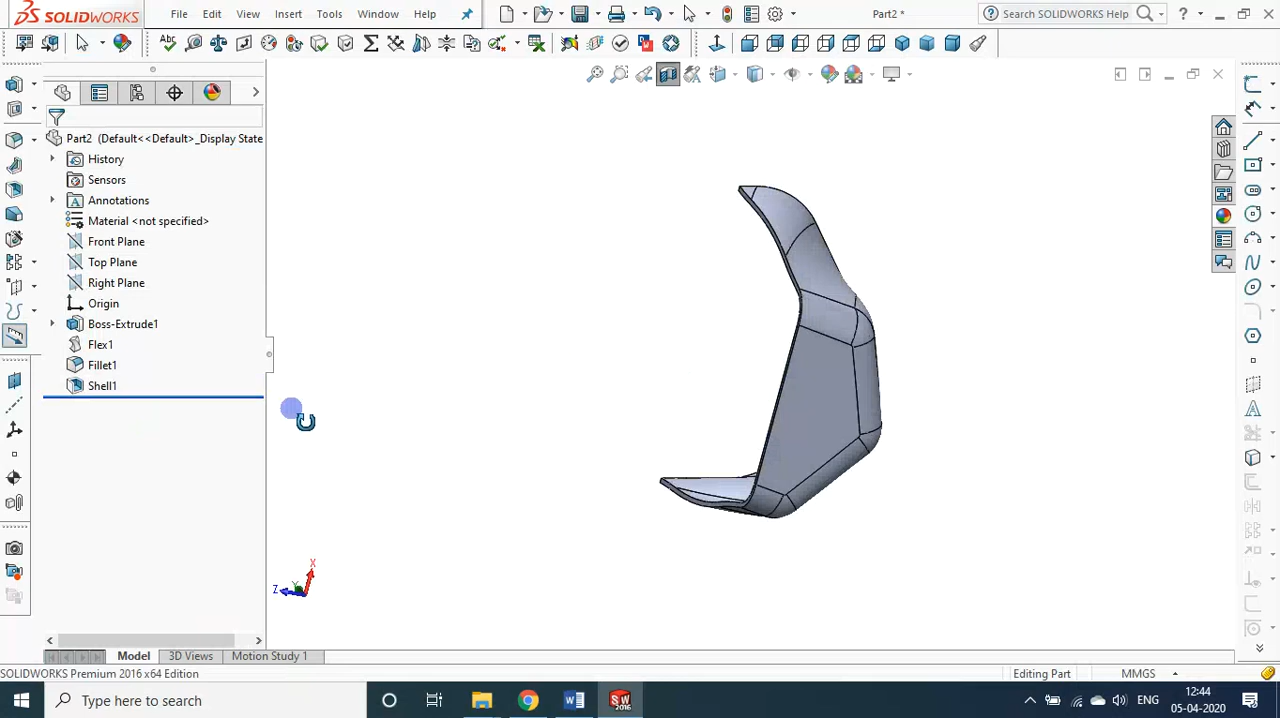 SOLIDWORKS File Edit View Insert Tools Window Help Part2 * Search SOLIDWORKS Help ?
Part2 (Default<<Default>_Display State
History
Sensors
Annotations
Material <not specified>
Front Plane
Top Plane
Right Plane
Origin
Boss-Extrude1
Flex1
Fillet1
Shell1
X
Z
Y
Model 3D Views Motion Study 1
SOLIDWORKS Premium 2016 x64 Edition Editing Part MMGS
Type here to search ENG 12:44
05-04-2020